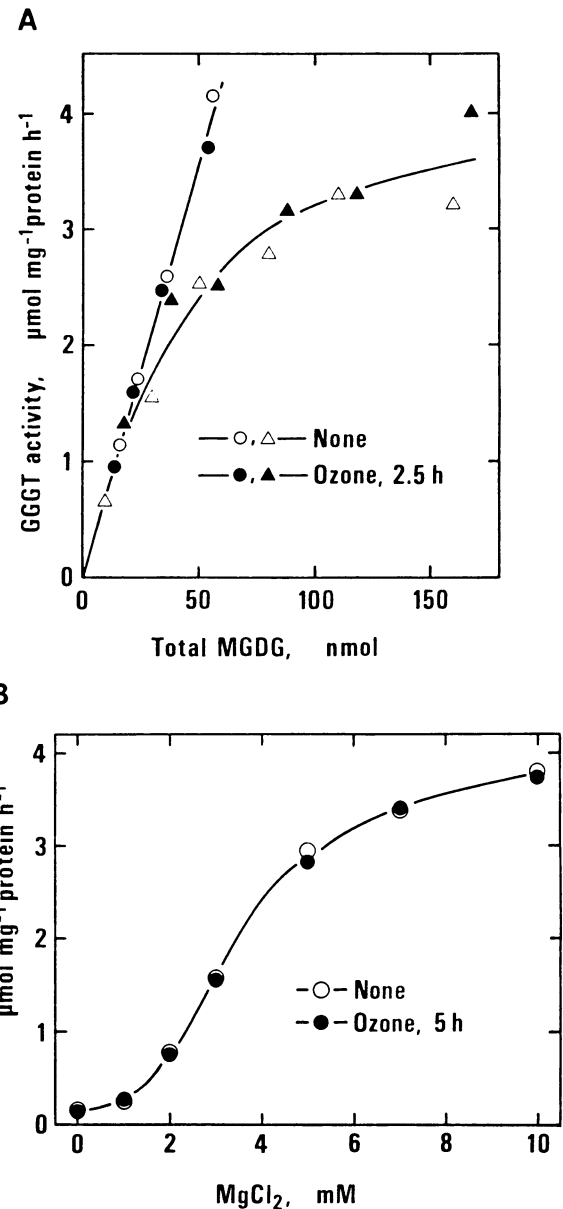 A
GGGT activity, μmol mg⁻¹protein h⁻¹
4
3
2
1
0
None
Ozone, 2.5 h
0 50 100 150
Total MGDG, nmol
μmol mg⁻¹protein h⁻¹
4
3
2
1
0
None
Ozone, 5 h
0 2 4 6 8 10
MgCl₂, mM